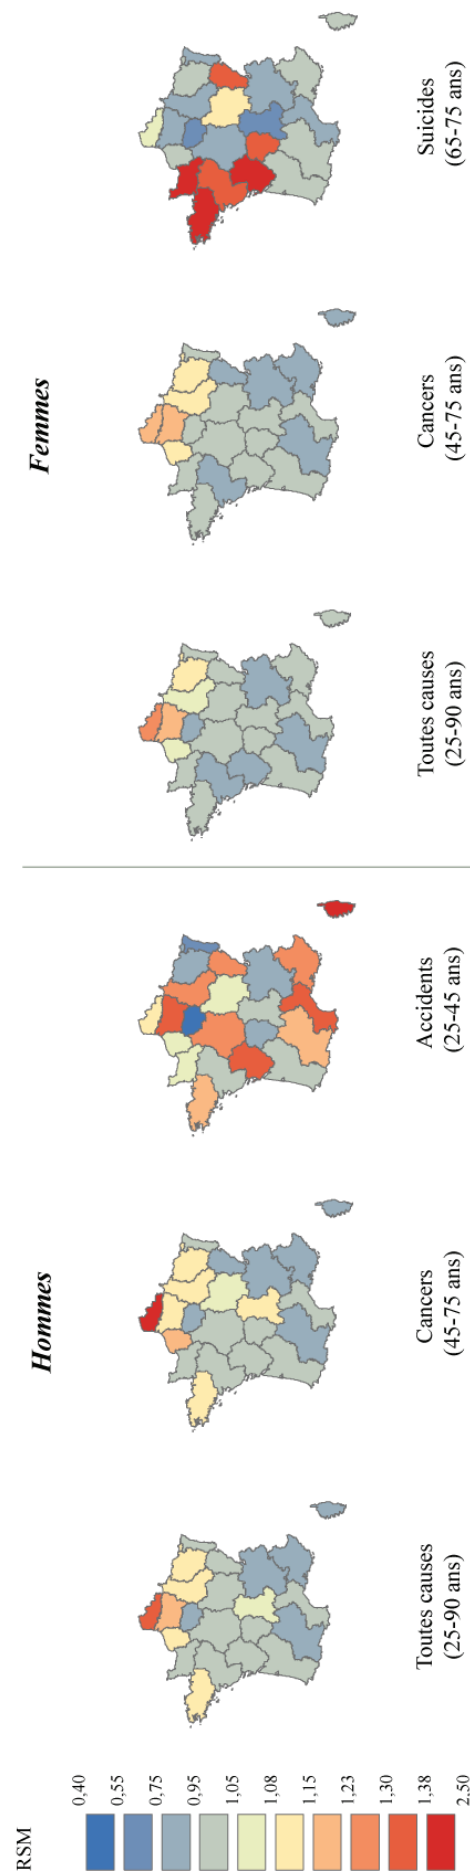 Hommes
Femmes
RSM
0,40
0,55
0,75
0,95
1,05
1,08
1,15
1,23
1,30
1,38
2,50
Toutes causes
(25-90 ans)
Cancers
(45-75 ans)
Accidents
(25-45 ans)
Toutes causes
(25-90 ans)
Cancers
(45-75 ans)
Suicides
(65-75 ans)